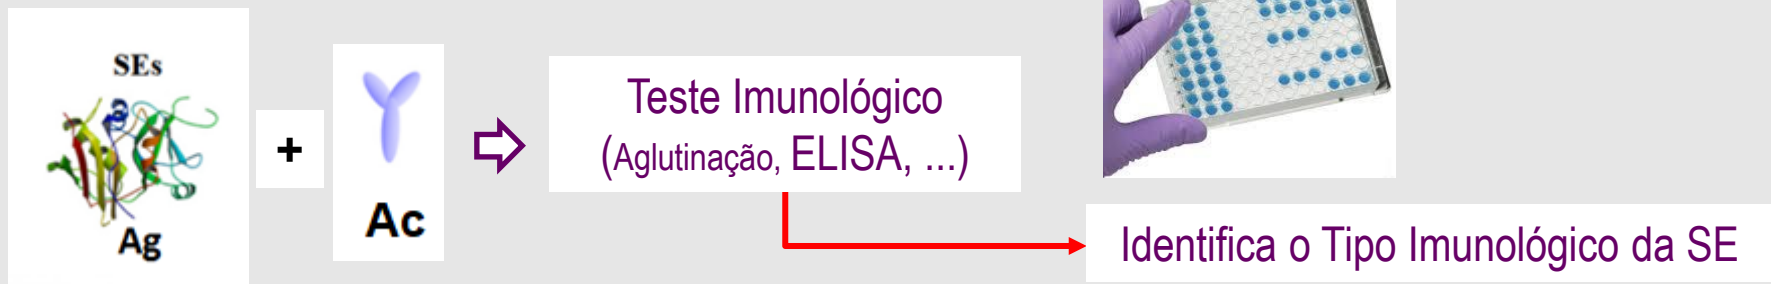 SEs
Ag
+
Ac
Teste Imunológico
(Aglutinação, ELISA, ...)
Identifica o Tipo Imunológico da SE